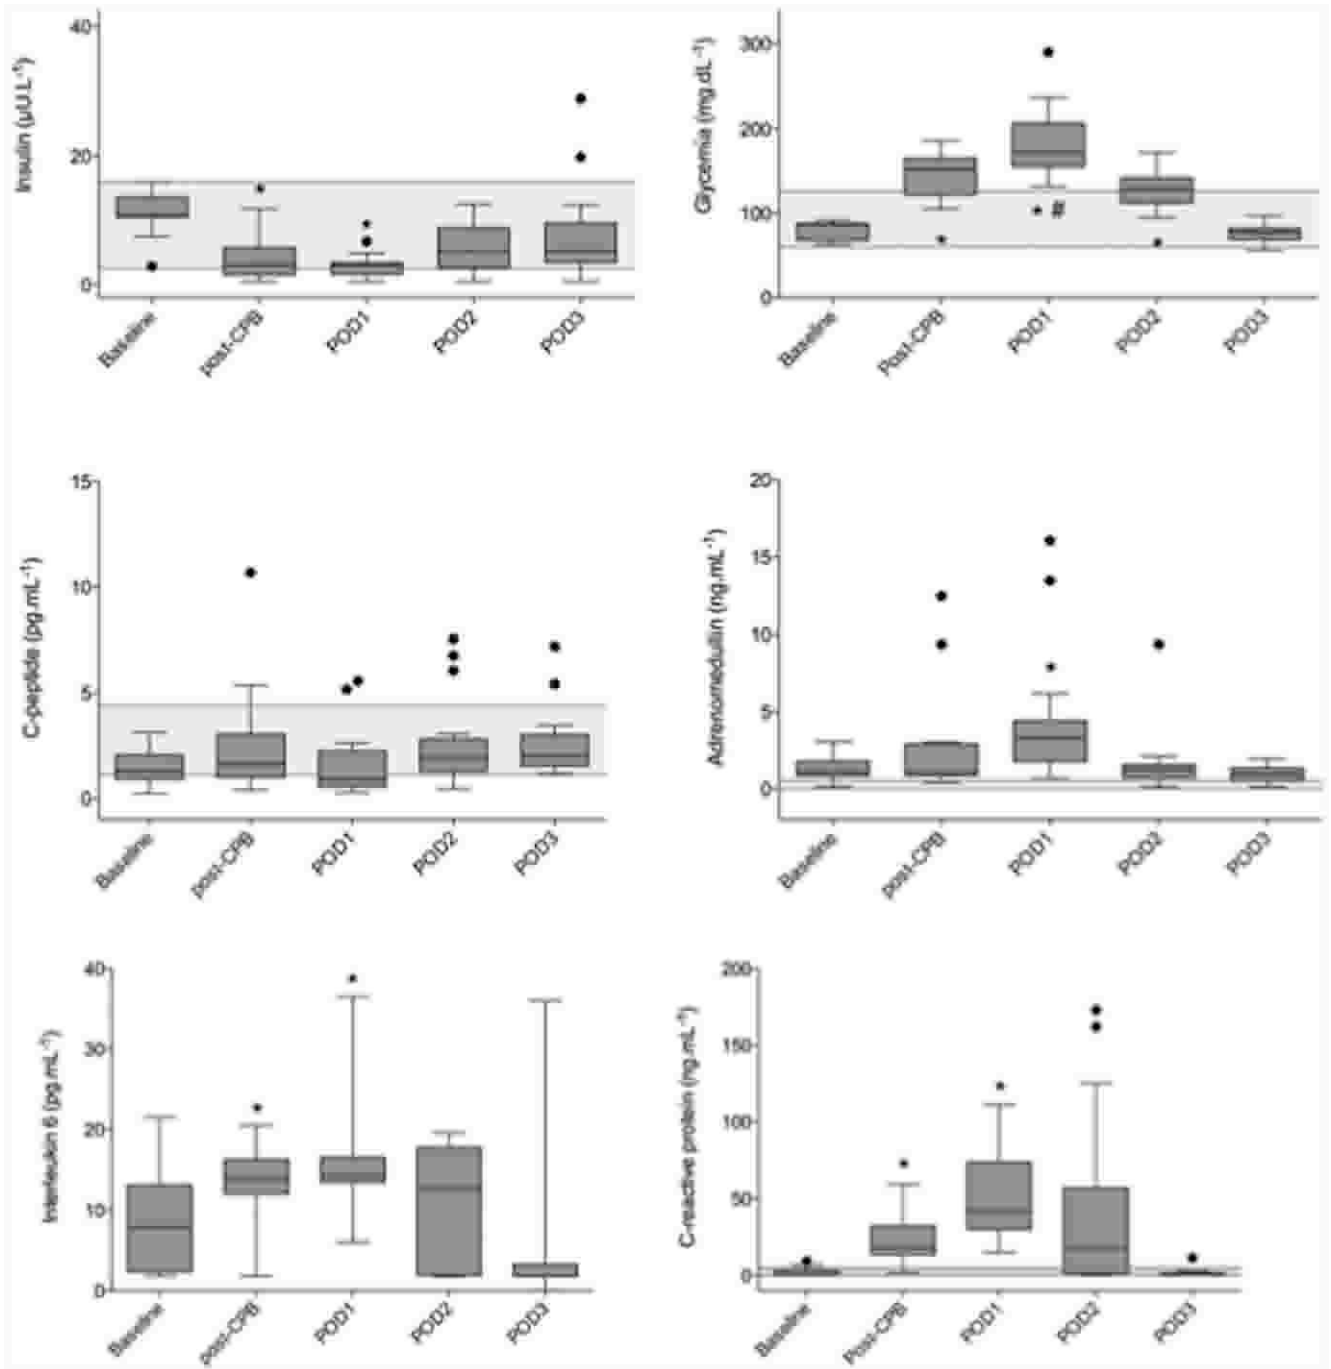 Insulin (µU.L⁻¹)
40
20
0
Baseline
post-CPB
POD1
POD2
POD3
Glycemia (mg.dL⁻¹)
300
200
100
0
* #
Baseline
Post-CPB
POD1
POD2
POD3
C-peptide (pg.mL⁻¹)
15
10
5
0
Baseline
post-CPB
POD1
POD2
POD3
Adrenomedullin (ng.mL⁻¹)
20
15
10
5
0
*
Baseline
post-CPB
POD1
POD2
POD3
Interleukin 6 (pg.mL⁻¹)
40
30
20
10
0
*
*
Baseline
post-CPB
POD1
POD2
POD3
C-reactive protein (ng.mL⁻¹)
200
150
100
50
0
*
*
Baseline
Post-CPB
POD1
POD2
POD3